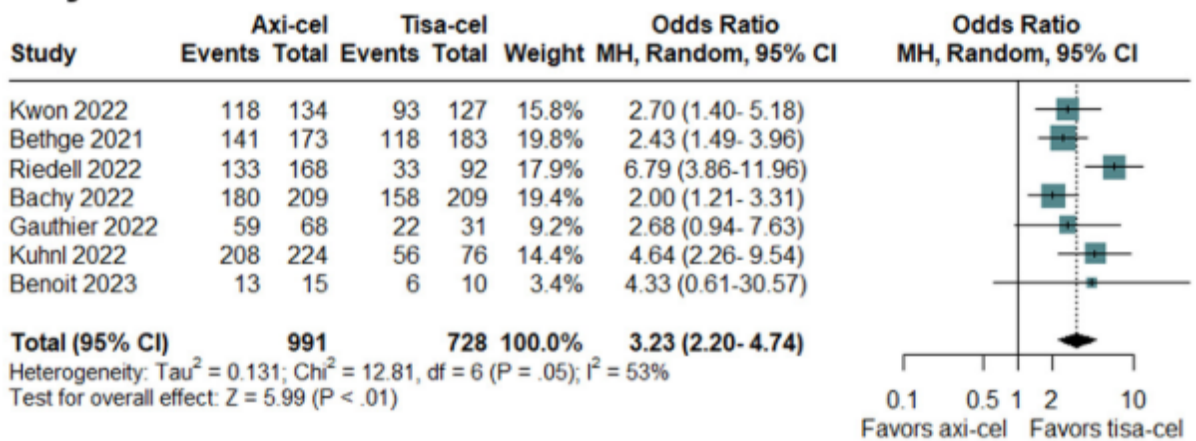 Axi-cel Tisa-cel Odds Ratio Odds Ratio
Study Events Total Events Total Weight MH, Random, 95% CI MH, Random, 95% CI
Kwon 2022 118 134 93 127 15.8% 2.70 (1.40- 5.18)
Bethge 2021 141 173 118 183 19.8% 2.43 (1.49- 3.96)
Riedell 2022 133 168 33 92 17.9% 6.79 (3.86-11.96)
Bachy 2022 180 209 158 209 19.4% 2.00 (1.21- 3.31)
Gauthier 2022 59 68 22 31 9.2% 2.68 (0.94- 7.63)
Kuhnl 2022 208 224 56 76 14.4% 4.64 (2.26- 9.54)
Benoit 2023 13 15 6 10 3.4% 4.33 (0.61-30.57)
Total (95% CI) 991 728 100.0% 3.23 (2.20- 4.74)
Heterogeneity: Tau² = 0.131; Chi² = 12.81, df = 6 (P = .05); I² = 53%
Test for overall effect: Z = 5.99 (P < .01)
0.1 0.5 1 2 10
Favors axi-cel Favors tisa-cel